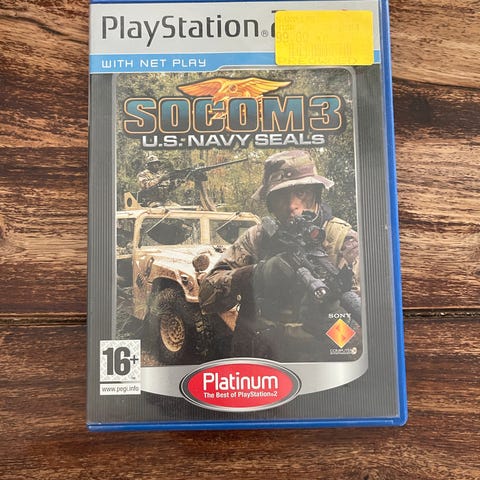 PlayStation®2
WITH NET PLAY
SOCOM 3
U.S. NAVY SEALs
SONY
COMPUTER
16+
www.pegi.info
Platinum
The Best of PlayStation®2